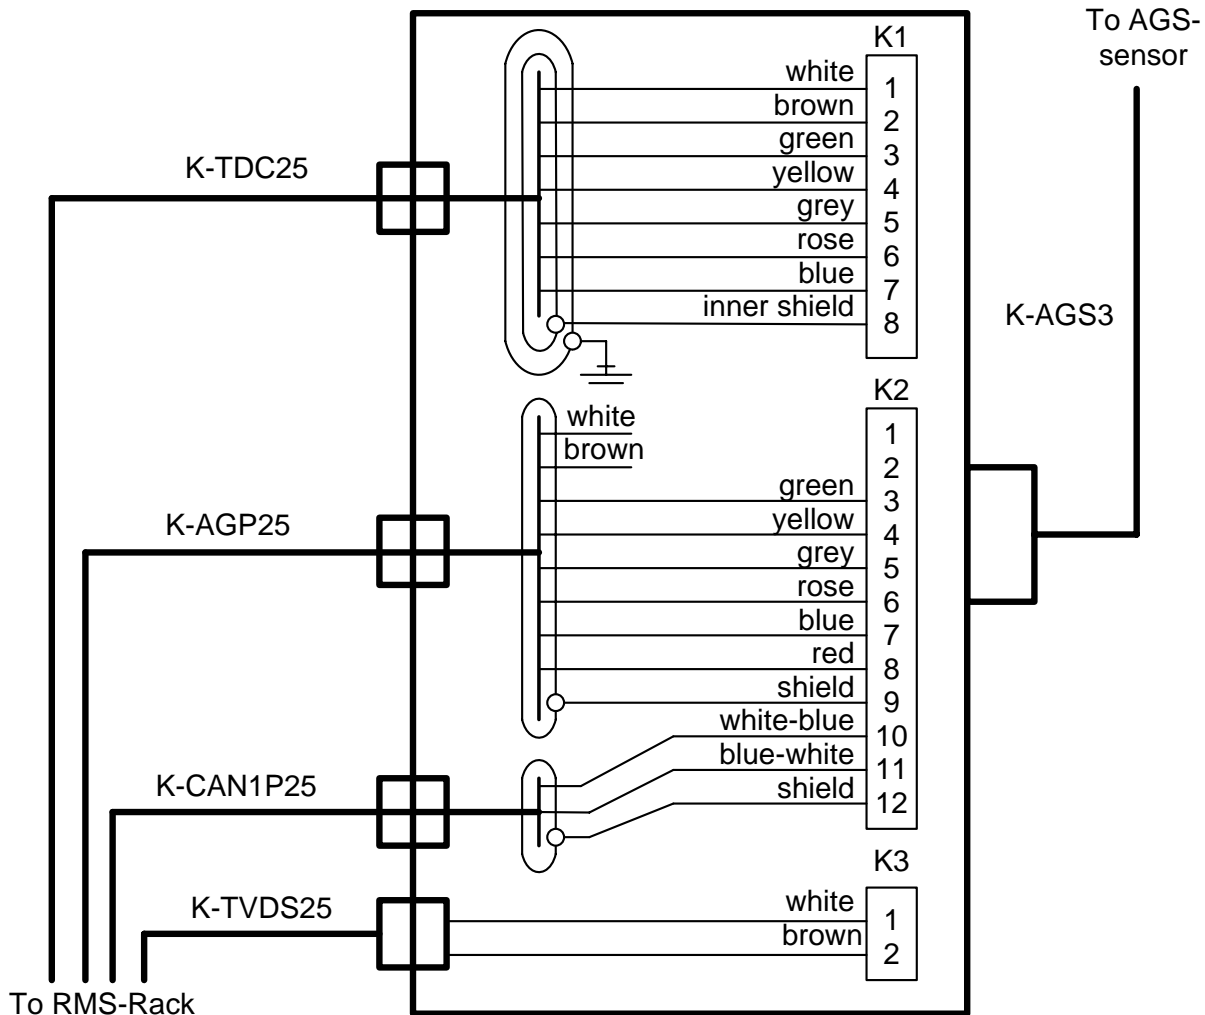 To AGS-
sensor
K1
white
1
brown
2
green
3
K-TDC25
yellow
4
grey
5
rose
6
blue
7
inner shield
8
K-AGS3
K2
white
1
brown
2
green
3
K-AGP25
yellow
4
grey
5
rose
6
blue
7
red
8
shield
9
white-blue
10
blue-white
11
K-CAN1P25
shield
12
K3
K-TVDS25
white
1
brown
2
To RMS-Rack